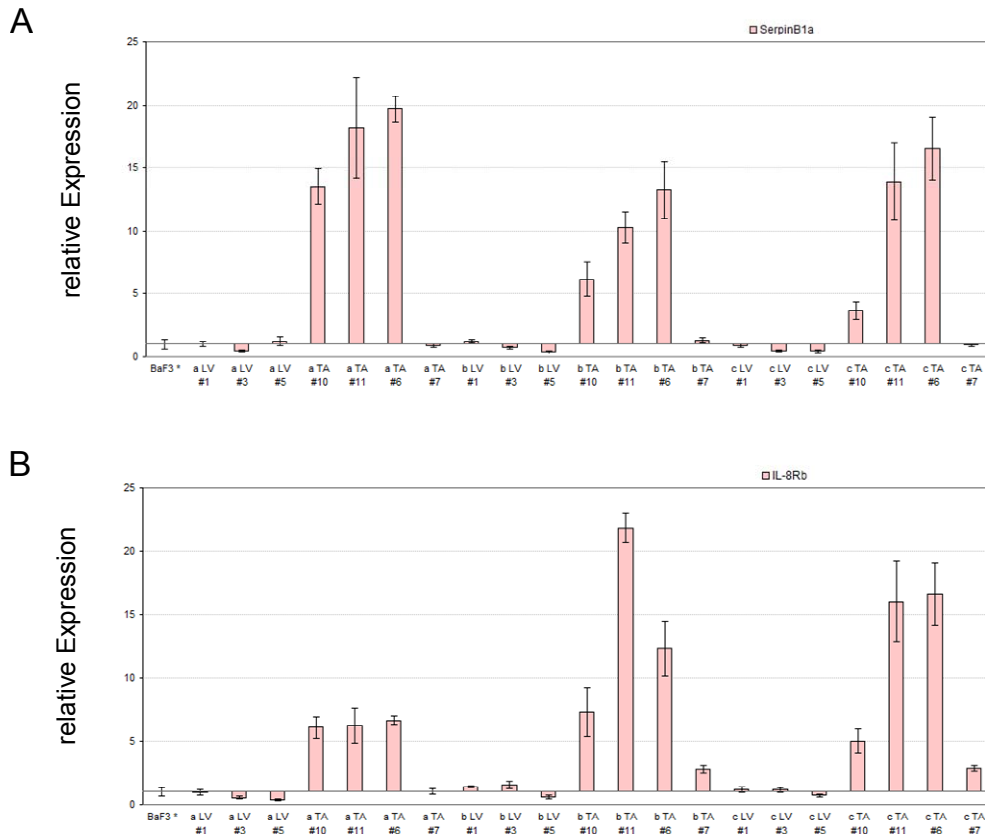 A
SerpinB1a
relative Expression
25
20
15
10
5
0
BaF3 * a LV a LV a LV a TA a TA a TA a TA b LV b LV b LV b TA b TA b TA b TA c LV c LV c LV c TA c TA c TA c TA
#1 #3 #5 #10 #11 #6 #7 #1 #3 #5 #10 #11 #6 #7 #1 #3 #5 #10 #11 #6 #7
B
IL-8Rb
relative Expression
25
20
15
10
5
0
BaF3 * a LV a LV a LV a TA a TA a TA a TA b LV b LV b LV b TA b TA b TA b TA c LV c LV c LV c TA c TA c TA c TA
#1 #3 #5 #10 #11 #6 #7 #1 #3 #5 #10 #11 #6 #7 #1 #3 #5 #10 #11 #6 #7